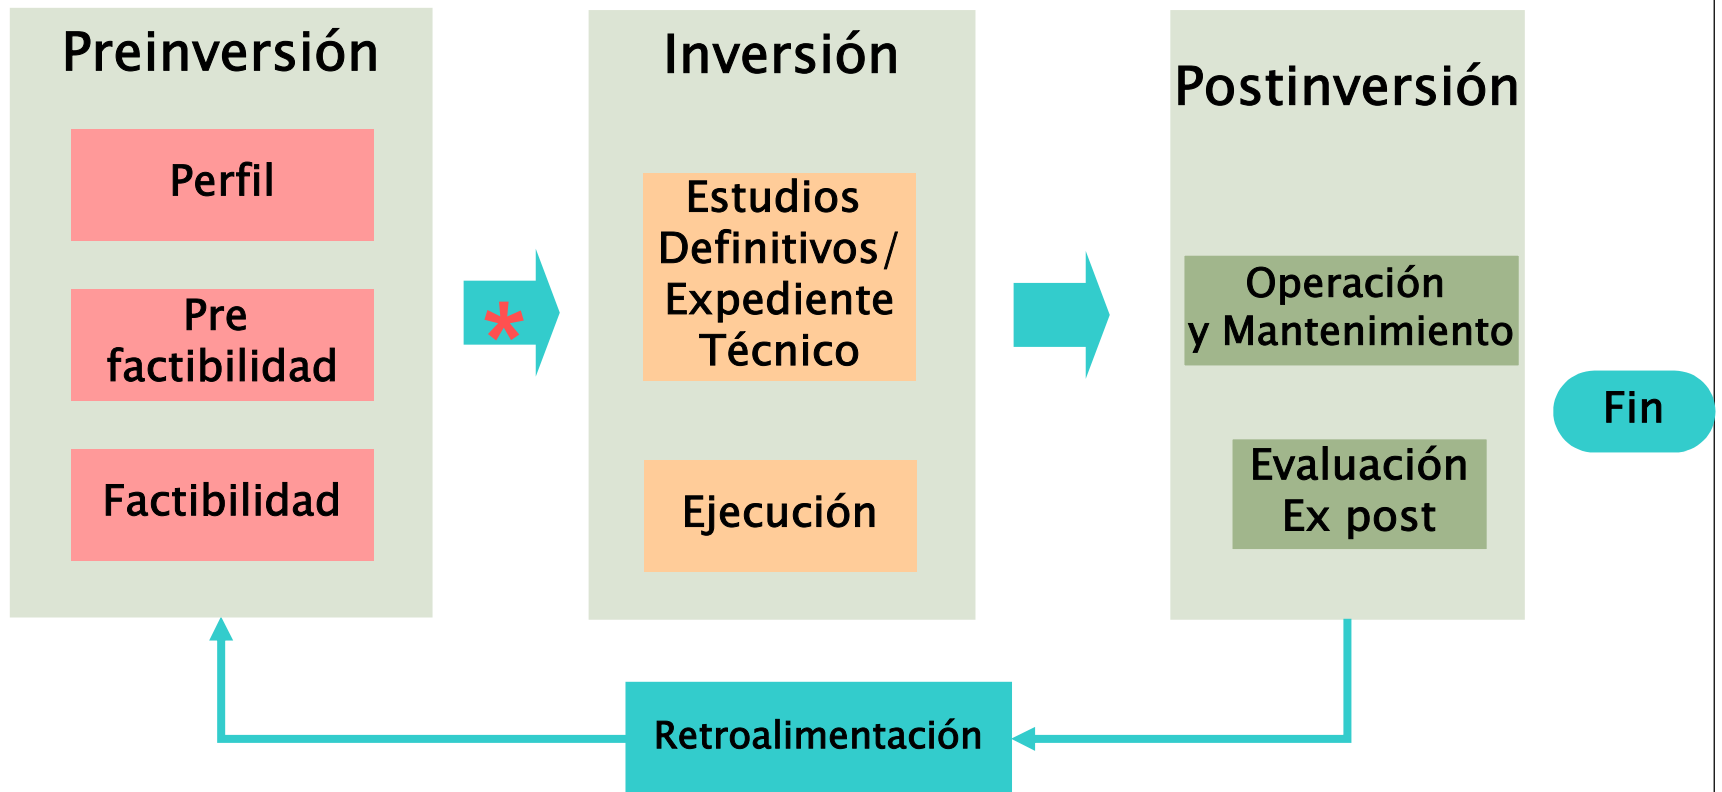 Preinversión
Perfil
Pre
factibilidad
Factibilidad
*
Inversión
Estudios
Definitivos/
Expediente
Técnico
Ejecución
Postinversión
Operación
y Mantenimiento
Evaluación
Ex post
Fin
Retroalimentación